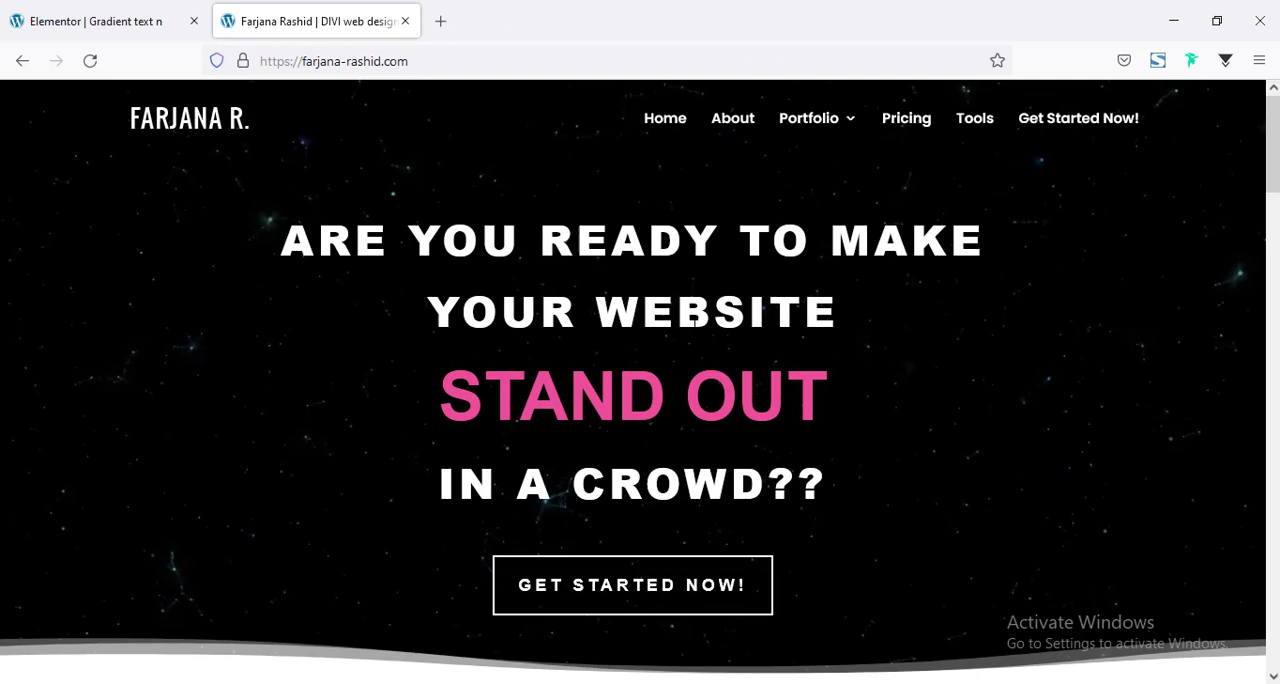 Elementor | Gradient text n
Farjana Rashid | DIVI web design
https://farjana-rashid.com
FARJANA R.
Home About Portfolio Pricing Tools Get Started Now!
ARE YOU READY TO MAKE
YOUR WEBSITE
STAND OUT
IN A CROWD??
GET STARTED NOW!
Activate Windows
Go to Settings to activate Windows.